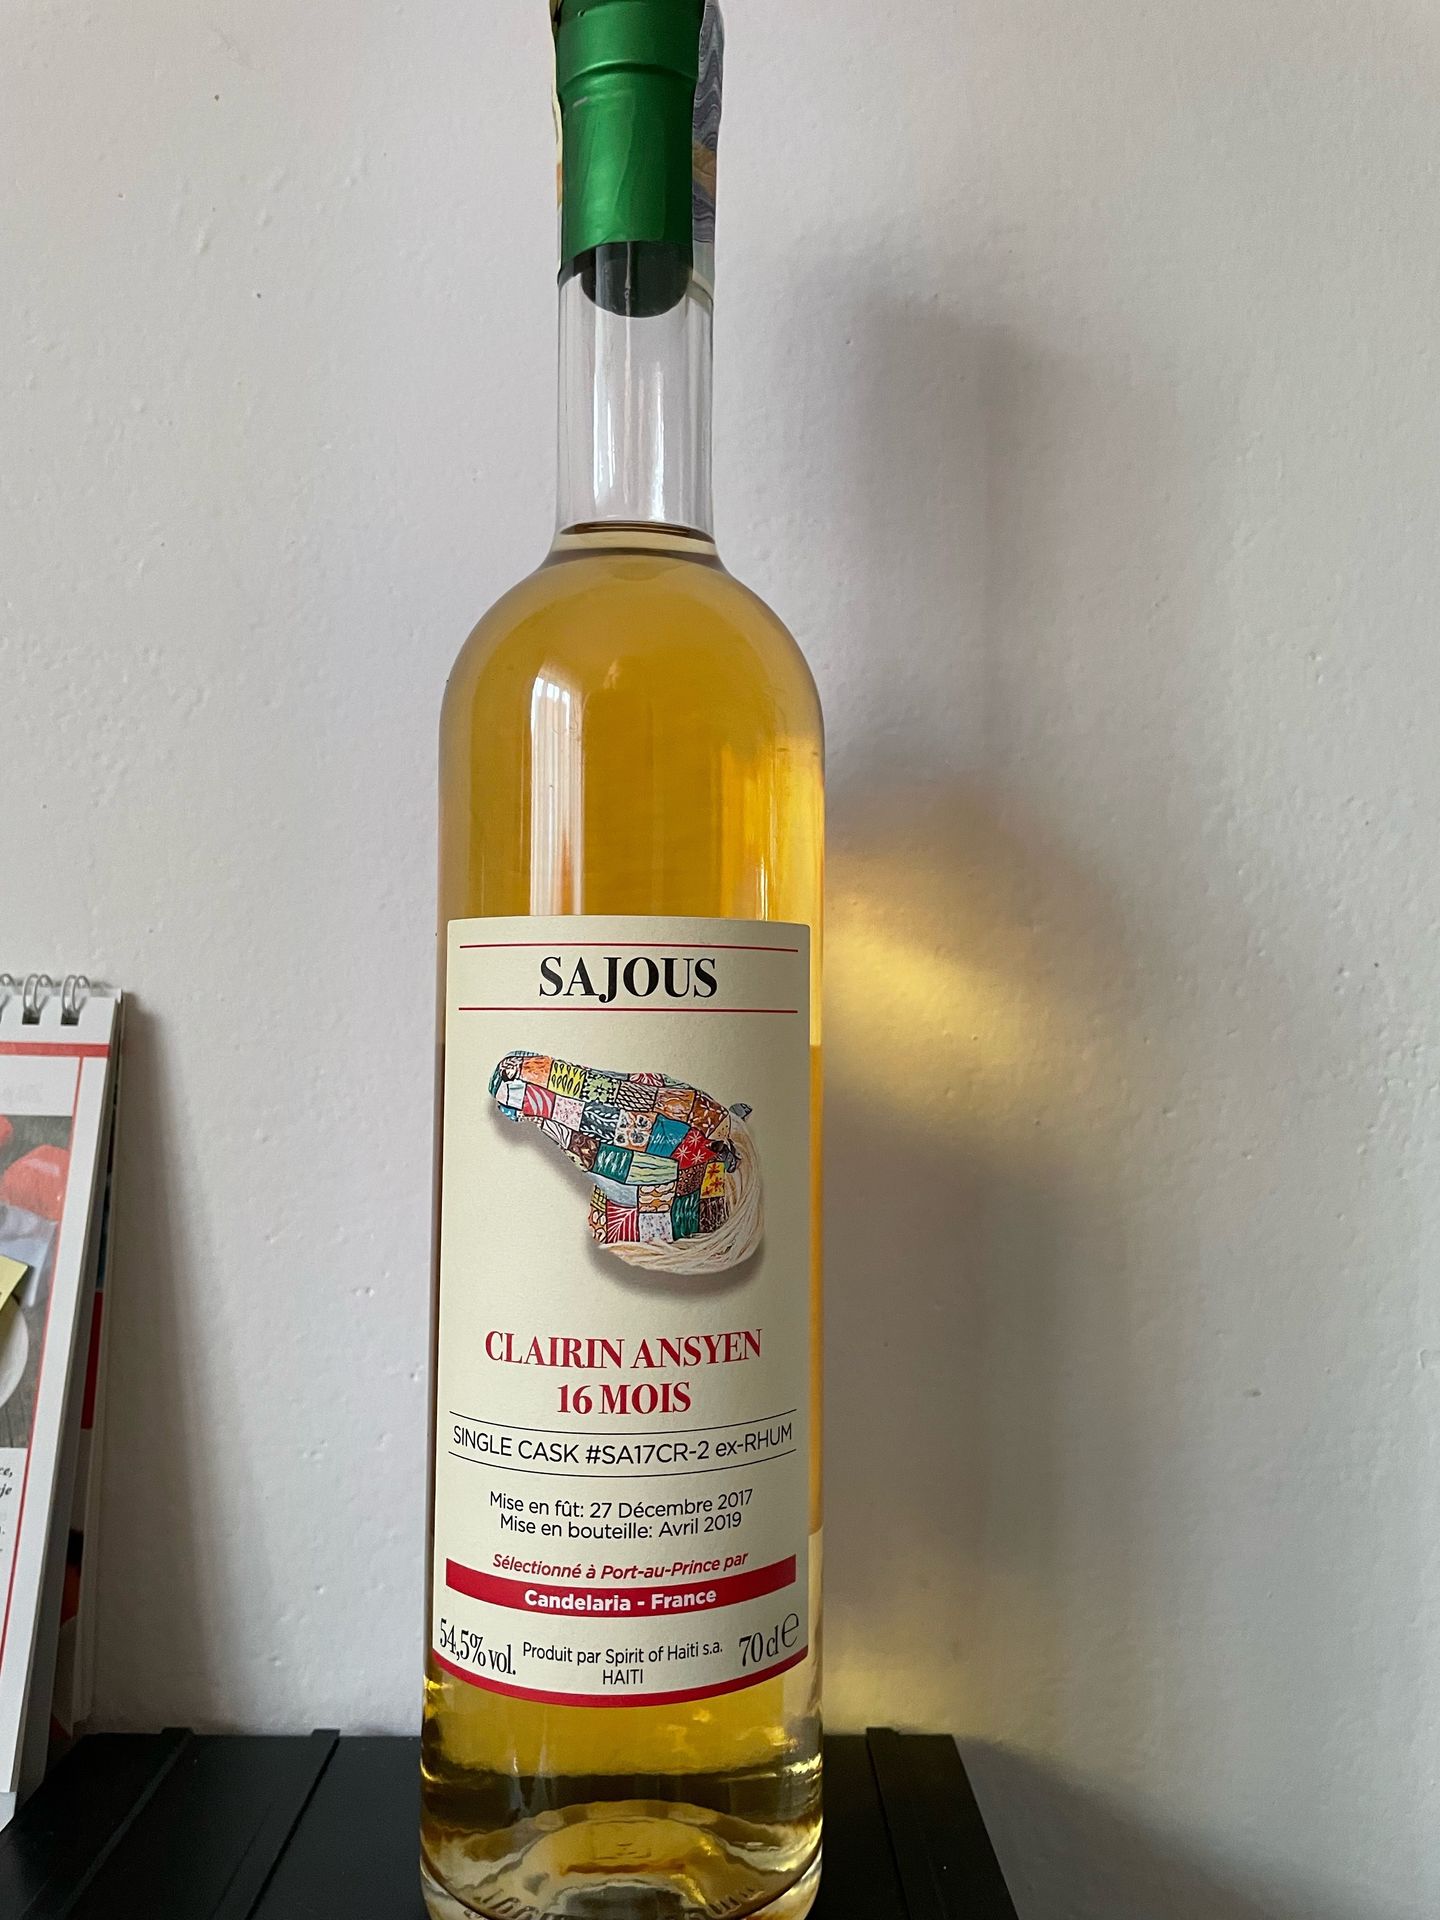 SAJOUS
CLAIRIN ANSYEN
16 MOIS
SINGLE CASK #SA17CR-2 ex-RHUM
Mise en fût: 27 Décembre 2017
Mise en bouteille: Avril 2019
Sélectionné à Port-au-Prince par
Candelaria - France
54,5% vol. Produit par Spirit of Haiti s.a. 70 cl e
HAITI